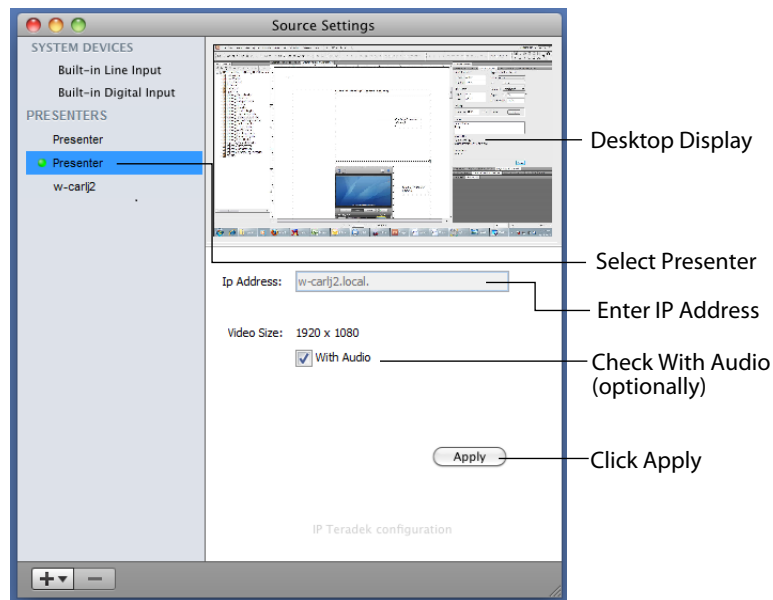 Source Settings
SYSTEM DEVICES
Built-in Line Input
Built-in Digital Input
PRESENTERS
Presenter
Presenter
w-carlj2
Desktop Display
Select Presenter
Ip Address: w-carlj2.local.
Enter IP Address
Video Size: 1920 x 1080
With Audio
Check With Audio
(optionally)
Apply
Click Apply
IP Teradek configuration